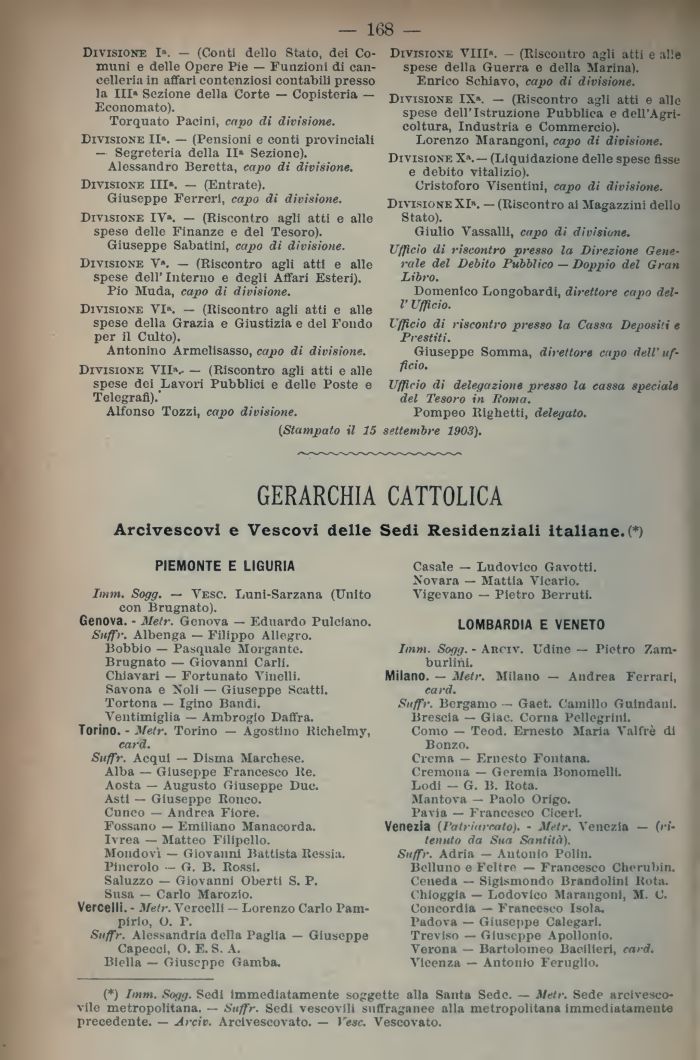 — 168 —
DIVISIONE Iª. — (Conti dello Stato, dei Co-
muni e delle Opere Pie — Funzioni di can-
celleria in affari contenziosi contabili presso
la IIIª Sezione della Corte — Copisteria —
Economato).
Torquato Pacini, capo di divisione.
DIVISIONE IIª. — (Pensioni e conti provinciali
— Segreteria della IIª Sezione).
Alessandro Beretta, capo di divisione.
DIVISIONE IIIª. — (Entrate).
Giuseppe Ferreri, capo di divisione.
DIVISIONE IVª. — (Riscontro agli atti e alle
spese delle Finanze e del Tesoro).
Giuseppe Sabatini, capo di divisione.
DIVISIONE Vª. — (Riscontro agli atti e alle
spese dell'Interno e degli Affari Esteri).
Pio Muda, capo di divisione.
DIVISIONE VIª. — (Riscontro agli atti e alle
spese della Grazia e Giustizia e del Fondo
per il Culto).
Antonino Armelisasso, capo di divisione.
DIVISIONE VIIª. — (Riscontro agli atti e alle
spese dei Lavori Pubblici e delle Poste e
Telegrafi).
Alfonso Tozzi, capo divisione.
DIVISIONE VIIIª. — (Riscontro agli atti e alle
spese della Guerra e della Marina).
Enrico Schiavo, capo di divisione.
DIVISIONE IXª. — (Riscontro agli atti e alle
spese dell'Istruzione Pubblica e dell'Agri-
coltura, Industria e Commercio).
Lorenzo Marangoni, capo di divisione.
DIVISIONE Xª. — (Liquidazione delle spese fisse
e debito vitalizio).
Cristoforo Visentini, capo di divisione.
DIVISIONE XIª. — (Riscontro ai Magazzini dello
Stato).
Giulio Vassalli, capo di divisione.
Ufficio di riscontro presso la Direzione Gene-
rale del Debito Pubblico — Doppio del Gran
Libro.
Domenico Longobardi, direttore capo del-
l'Ufficio.
Ufficio di riscontro presso la Cassa Depositi e
Prestiti.
Giuseppe Somma, direttore capo dell'uf-
ficio.
Ufficio di delegazione presso la cassa speciale
del Tesoro in Roma.
Pompeo Righetti, delegato.
(Stampato il 15 settembre 1903).
GERARCHIA CATTOLICA
Arcivescovi e Vescovi delle Sedi Residenziali italiane. (*)
PIEMONTE E LIGURIA
Imm. Sogg. — VESC. Luni-Sarzana (Unito
con Brugnato).
Genova. - Metr. Genova — Eduardo Pulciano.
Suffr. Albenga — Filippo Allegro.
Bobbio — Pasquale Morgante.
Brugnato — Giovanni Carli.
Chiavari — Fortunato Vinelli.
Savona e Noli — Giuseppe Scatti.
Tortona — Igino Bandi.
Ventimiglia — Ambrogio Daffra.
Torino. - Metr. Torino — Agostino Richelmy,
card.
Suffr. Acqui — Disma Marchese.
Alba — Giuseppe Francesco Re.
Aosta — Augusto Giuseppe Duc.
Asti — Giuseppe Ronco.
Cuneo — Andrea Fiore.
Fossano — Emiliano Manacorda.
Ivrea — Matteo Filipello.
Mondovì — Giovanni Battista Ressia.
Pinerolo — G. B. Rossi.
Saluzzo — Giovanni Oberti S. P.
Susa — Carlo Marozio.
Vercelli. - Metr. Vercelli — Lorenzo Carlo Pam-
pirio, O. P.
Suffr. Alessandria della Paglia — Giuseppe
Capecci, O. E. S. A.
Biella — Giuseppe Gamba.
Casale — Ludovico Gavotti.
Novara — Mattia Vicario.
Vigevano — Pietro Berruti.
LOMBARDIA E VENETO
Imm. Sogg. - ARCIV. Udine — Pietro Zam-
burlini.
Milano. — Metr. Milano — Andrea Ferrari,
card.
Suffr. Bergamo — Gaet. Camillo Guindani.
Brescia — Giac. Corna Pellegrini.
Como — Teod. Ernesto Maria Valfrè di
Bonzo.
Crema — Ernesto Fontana.
Cremona — Geremia Bonomelli.
Lodi — G. B. Rota.
Mantova — Paolo Origo.
Pavia — Francesco Ciceri.
Venezia (Patriarcato). - Metr. Venezia — (ri-
tenuto da Sua Santità).
Suffr. Adria — Antonio Polin.
Belluno e Feltre — Francesco Cherubin.
Ceneda — Sigismondo Brandolini Rota.
Chioggia — Lodovico Marangoni, M. C.
Concordia — Francesco Isola.
Padova — Giuseppe Calegari.
Treviso — Giuseppe Apollonio.
Verona — Bartolomeo Bacilieri, card.
Vicenza — Antonio Feruglio.
(*) Imm. Sogg. Sedi immediatamente soggette alla Santa Sede. — Metr. Sede arcivesco-
vile metropolitana. — Suffr. Sedi vescovili suffraganee alla metropolitana immediatamente
precedente. — Arciv. Arcivescovato. — Vesc. Vescovato.